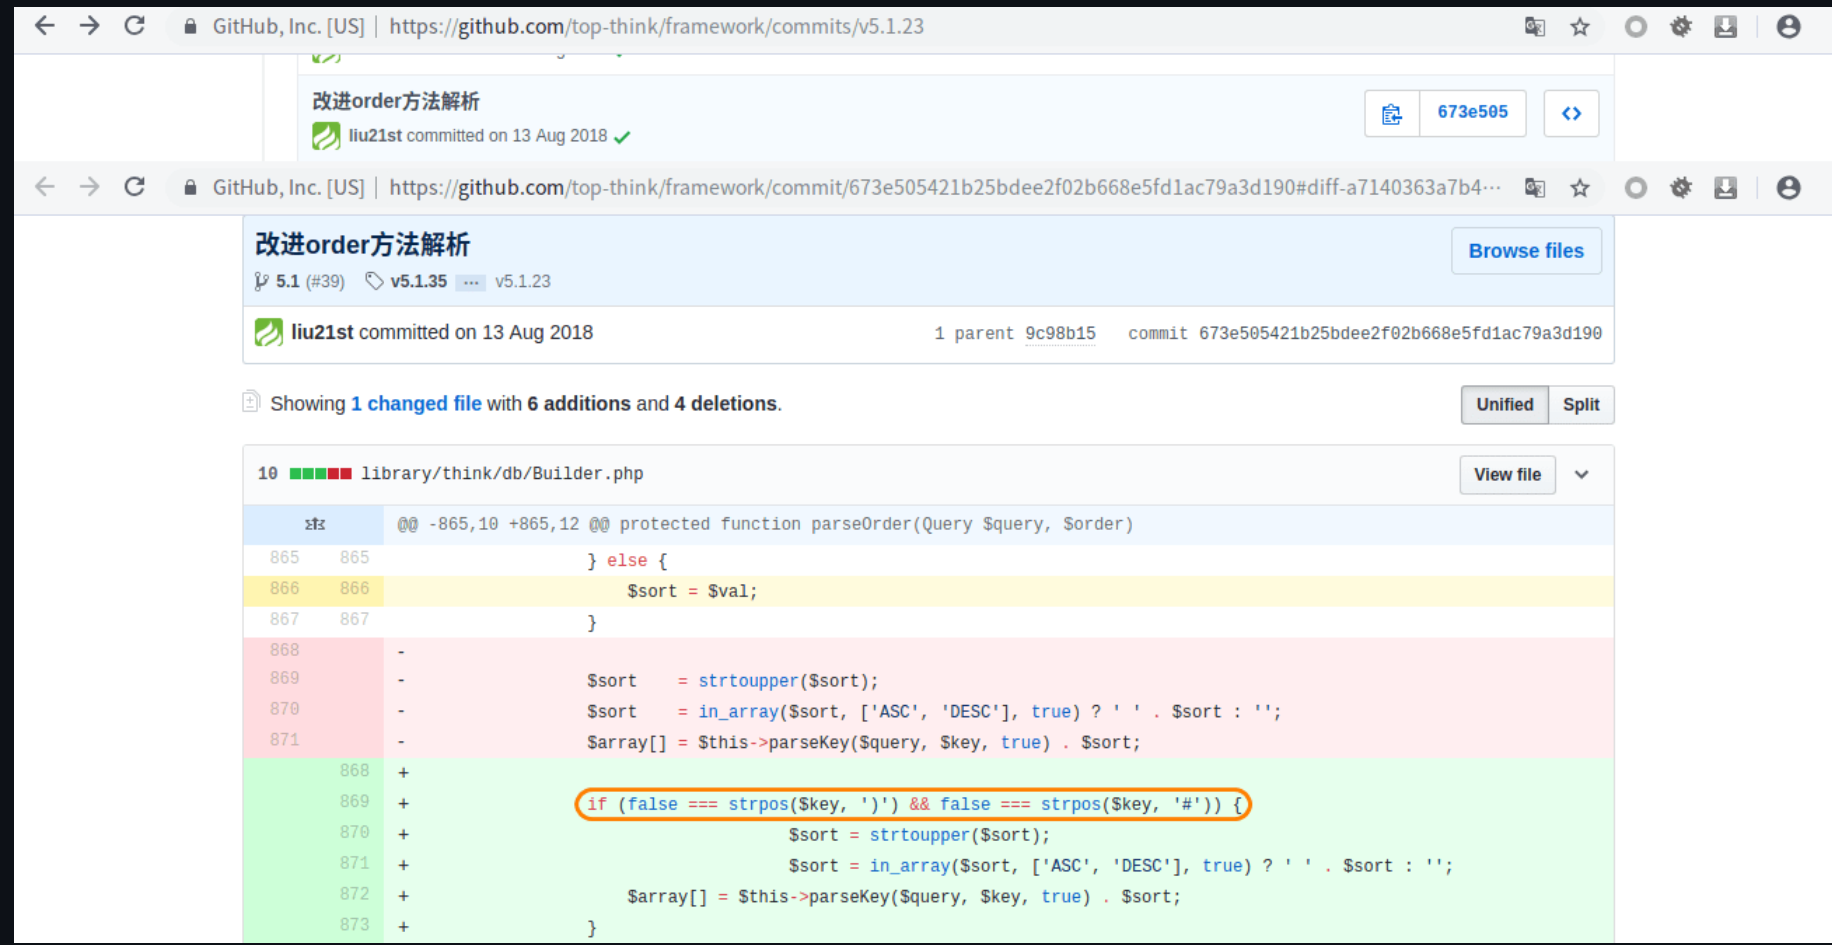 GitHub, Inc. [US] | https://github.com/top-think/framework/commits/v5.1.23
改进order方法解析
673e505
liu21st committed on 13 Aug 2018
GitHub, Inc. [US] | https://github.com/top-think/framework/commit/673e505421b25bdee2f02b668e5fd1ac79a3d190#diff-a7140363a7b4…
改进order方法解析
Browse files
5.1 (#39) v5.1.35 … v5.1.23
liu21st committed on 13 Aug 2018 1 parent 9c98b15 commit 673e505421b25bdee2f02b668e5fd1ac79a3d190
Showing 1 changed file with 6 additions and 4 deletions.
Unified Split
10 library/think/db/Builder.php View file
@@ -865,10 +865,12 @@ protected function parseOrder(Query $query, $order)
865 865 } else {
866 866 $sort = $val;
867 867 }
868 -
869 - $sort = strtoupper($sort);
870 - $sort = in_array($sort, ['ASC', 'DESC'], true) ? ' ' . $sort : '';
871 - $array[] = $this->parseKey($query, $key, true) . $sort;
868 +
869 + if (false === strpos($key, ')') && false === strpos($key, '#')) {
870 + $sort = strtoupper($sort);
871 + $sort = in_array($sort, ['ASC', 'DESC'], true) ? ' ' . $sort : '';
872 + $array[] = $this->parseKey($query, $key, true) . $sort;
873 + }